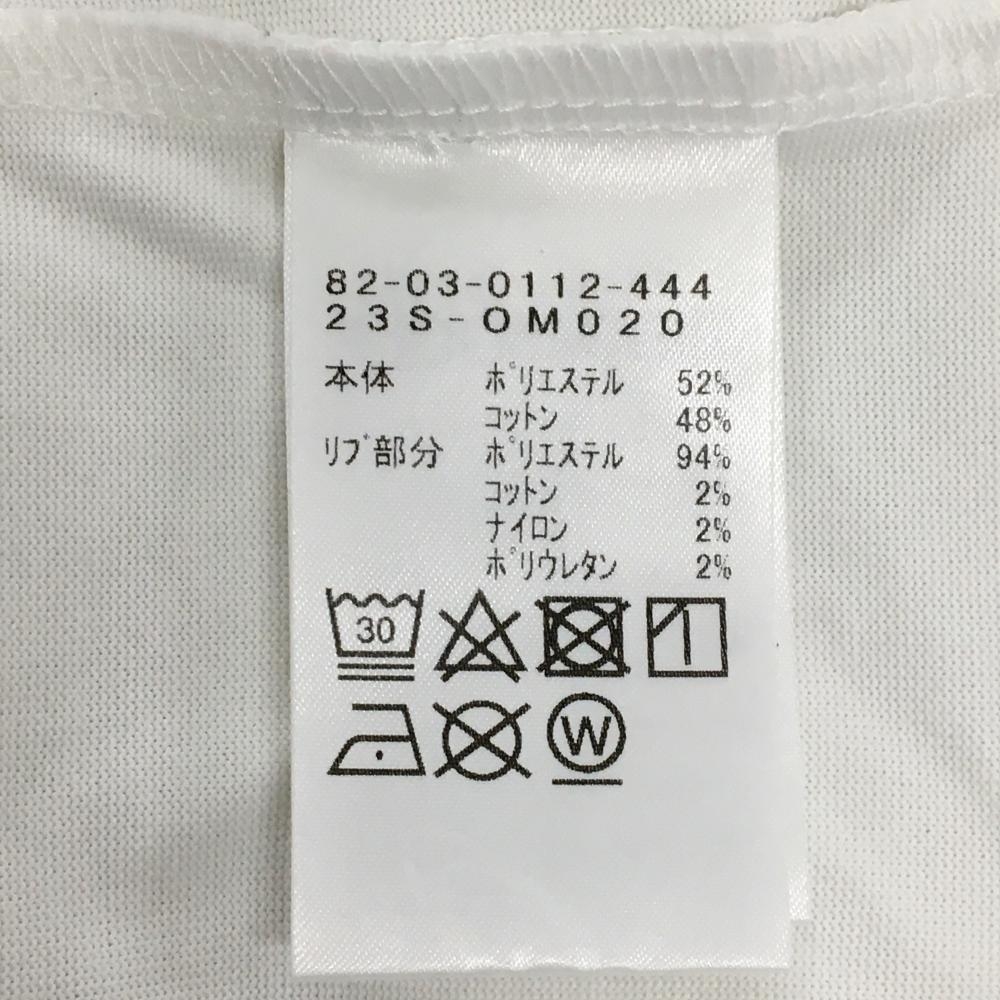 82-03-0112-444
23S-OM020
本体 ポリエステル 52%
コットン 48%
リブ部分 ポリエステル 94%
コットン 2%
ナイロン 2%
ポリウレタン 2%
30
W